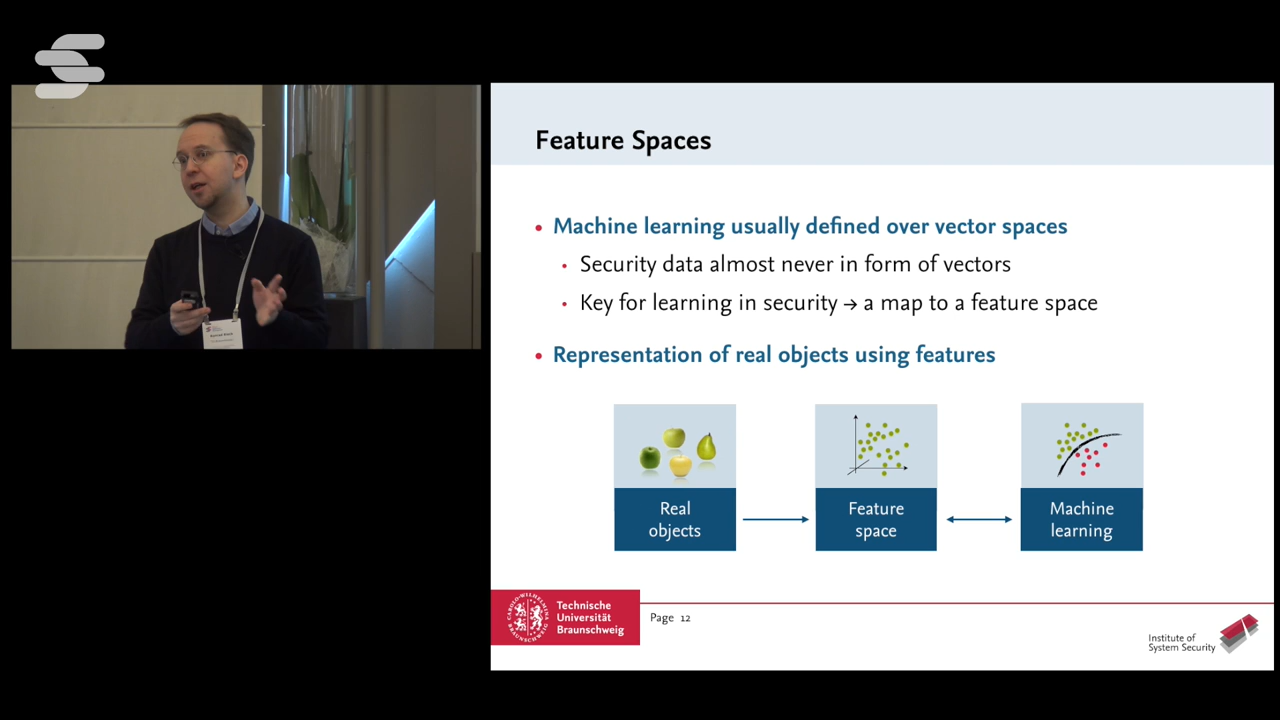 Feature Spaces
• Machine learning usually defined over vector spaces
• Security data almost never in form of vectors
• Key for learning in security → a map to a feature space
• Representation of real objects using features
Real
objects
Feature
space
Machine
learning
Technische
Universität
Braunschweig
Page 12
Institute of
System Security